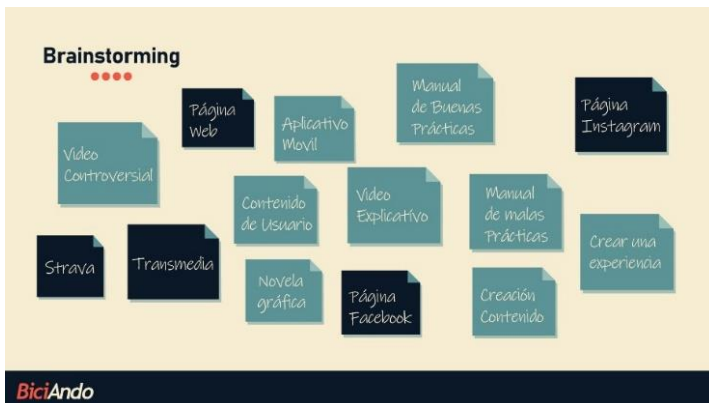 Brainstorming
Página
Web
Aplicativo
Movil
Manual
de Buenas
Prácticas
Página
Instagram
Video
Controversial
Contenido
de Usuario
Video
Explicativo
Manual
de malas
Prácticas
Crear una
experiencia
Strava
Transmedia
Novela
gráfica
Página
Facebook
Creación
Contenido
BiciAndo